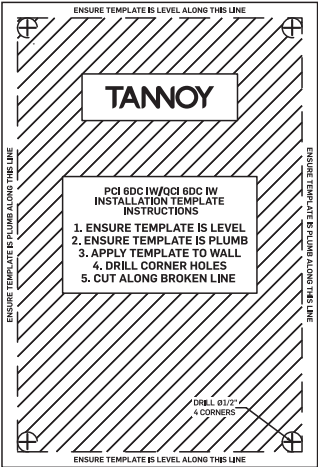 ENSURE TEMPLATE IS LEVEL ALONG THIS LINE
TANNOY
ENSURE TEMPLATE IS PLUMB ALONG THIS LINE
ENSURE TEMPLATE IS PLUMB ALONG THIS LINE
PCI 6DC IW/QCI 6DC IW
INSTALLATION TEMPLATE
INSTRUCTIONS
1. ENSURE TEMPLATE IS LEVEL
2. ENSURE TEMPLATE IS PLUMB
3. APPLY TEMPLATE TO WALL
4. DRILL CORNER HOLES
5. CUT ALONG BROKEN LINE
DRILL Ø1/2"
4 CORNERS
ENSURE TEMPLATE IS LEVEL ALONG THIS LINE